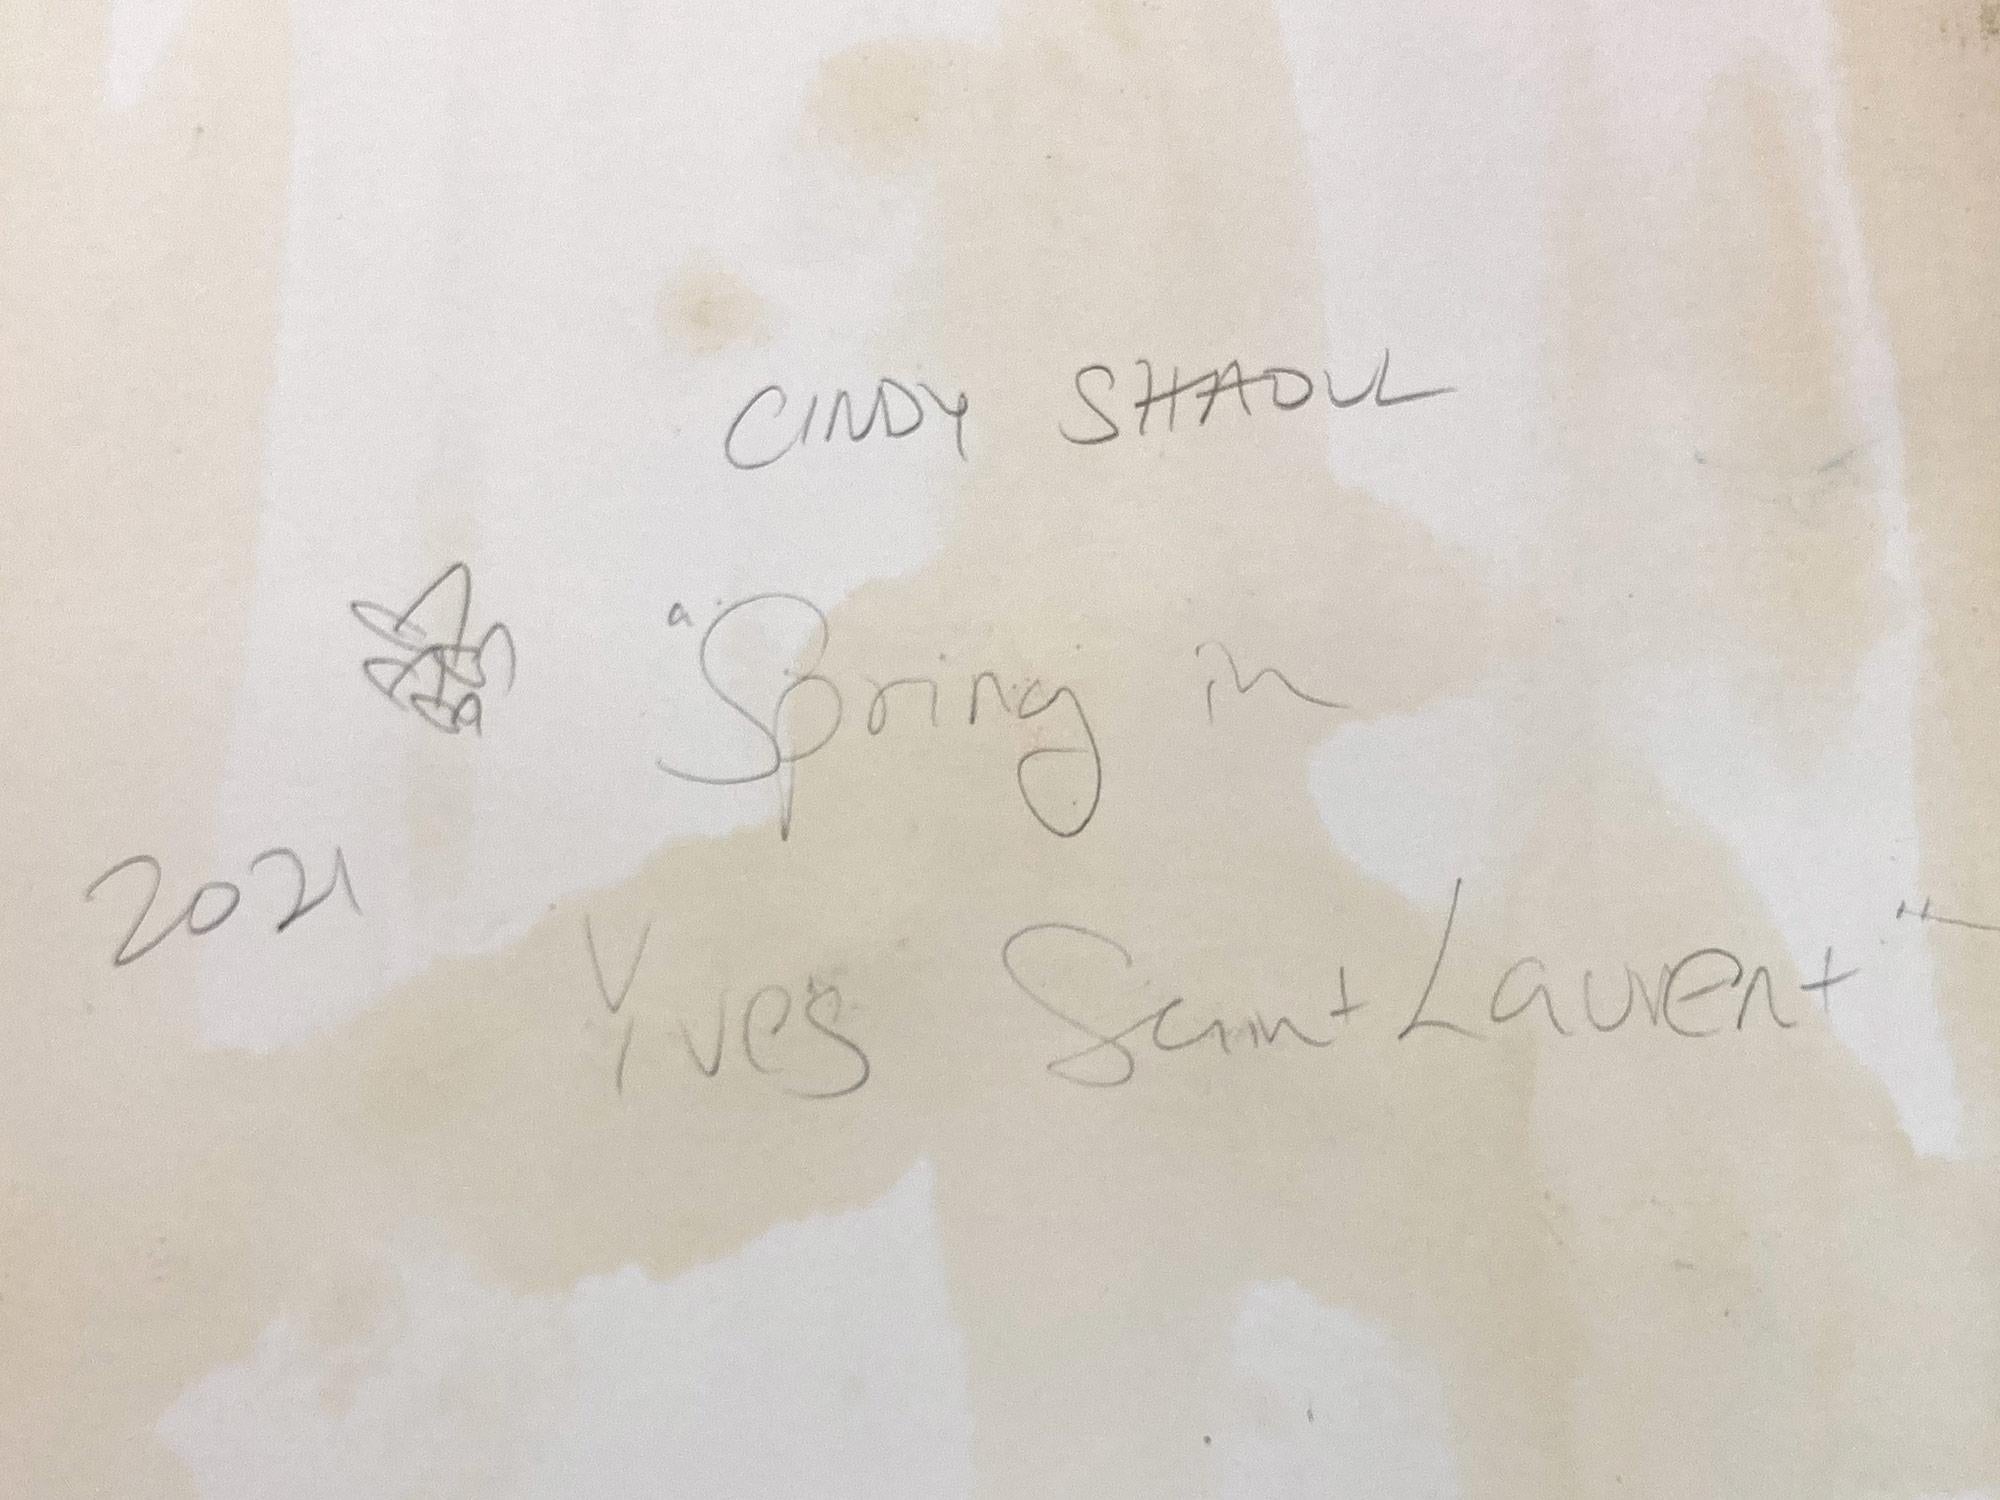 CINDY SHAOUL
"Spring in
2021
Yves Saint Laurent"